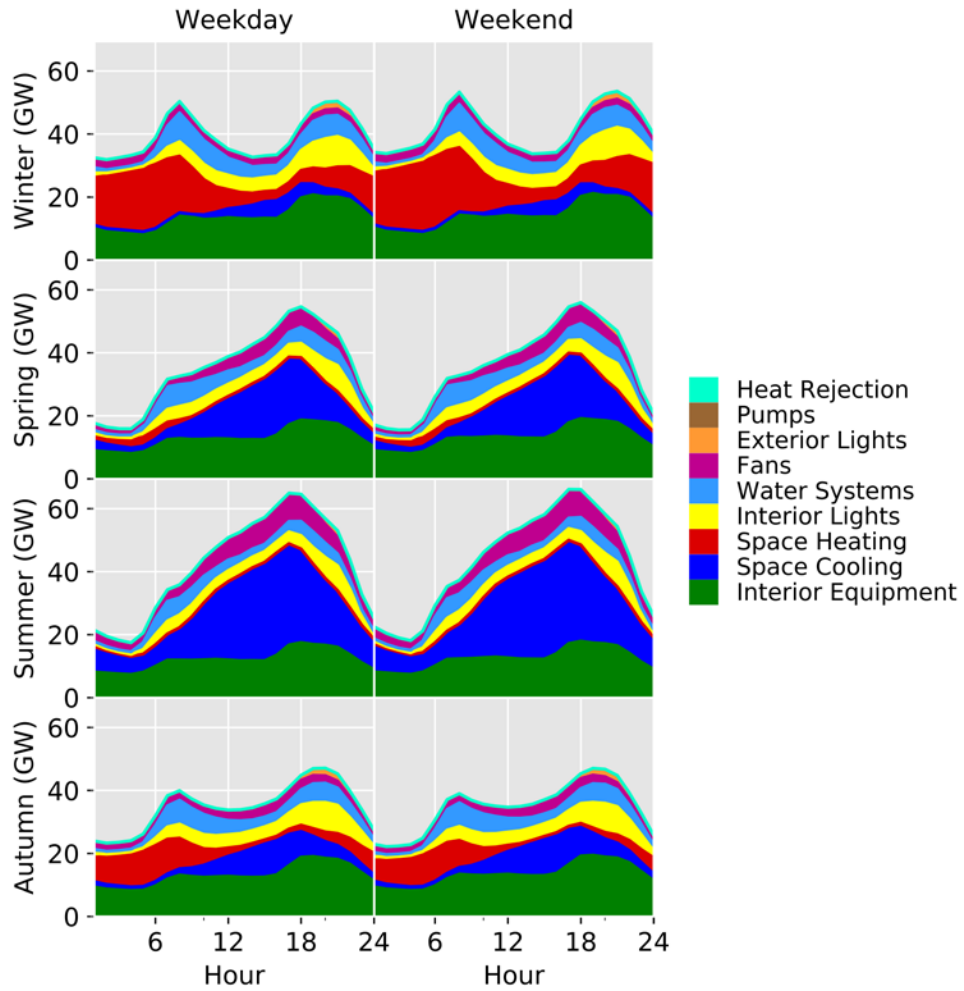 Weekday Weekend
60
40
20
0
Winter (GW)
60
40
20
0
Spring (GW)
60
40
20
0
Summer (GW)
60
40
20
0
Autumn (GW)
6 12 18 24 6 12 18 24
Hour Hour
Heat Rejection
Pumps
Exterior Lights
Fans
Water Systems
Interior Lights
Space Heating
Space Cooling
Interior Equipment